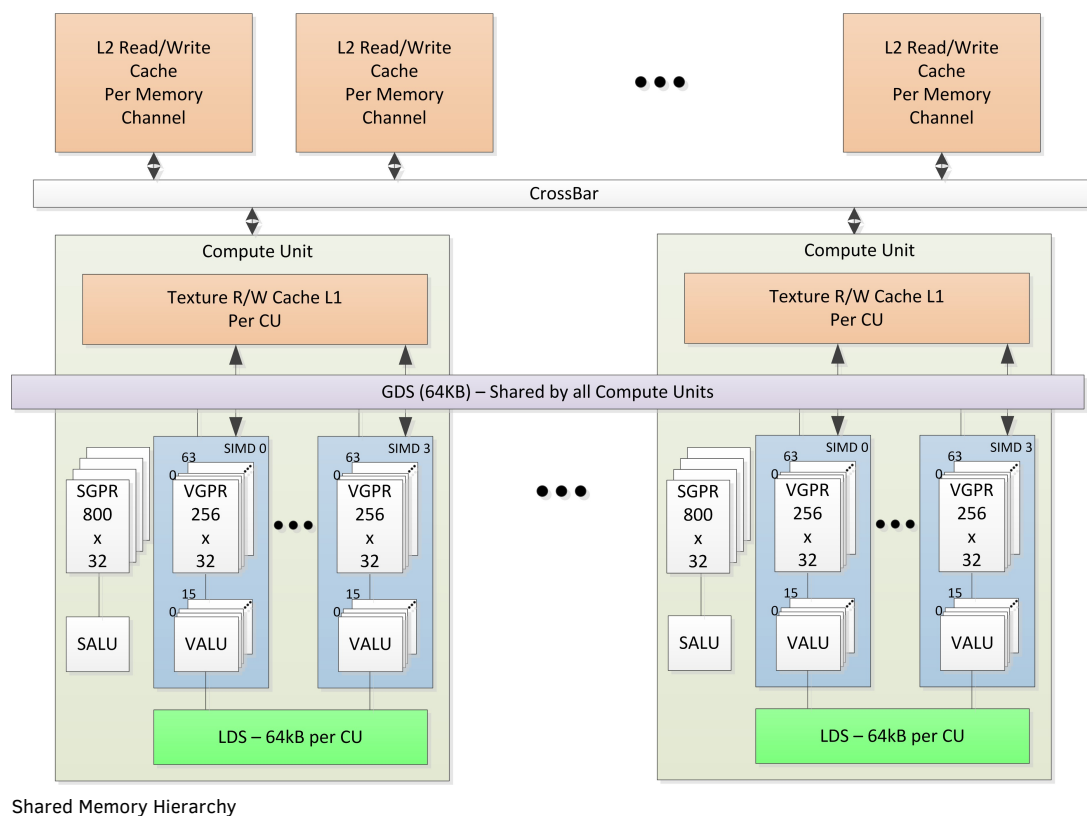 L2 Read/Write
Cache
Per Memory
Channel
L2 Read/Write
Cache
Per Memory
Channel
L2 Read/Write
Cache
Per Memory
Channel
CrossBar
Compute Unit
Texture R/W Cache L1
Per CU
Compute Unit
Texture R/W Cache L1
Per CU
GDS (64KB) – Shared by all Compute Units
SGPR
800
x
32
SALU
SIMD 0
63
0
VGPR
256
x
32
15
0
VALU
SIMD 3
63
0
VGPR
256
x
32
15
0
VALU
LDS – 64kB per CU
SGPR
800
x
32
SALU
SIMD 0
63
0
VGPR
256
x
32
15
0
VALU
SIMD 3
63
0
VGPR
256
x
32
15
0
VALU
LDS – 64kB per CU
Shared Memory Hierarchy